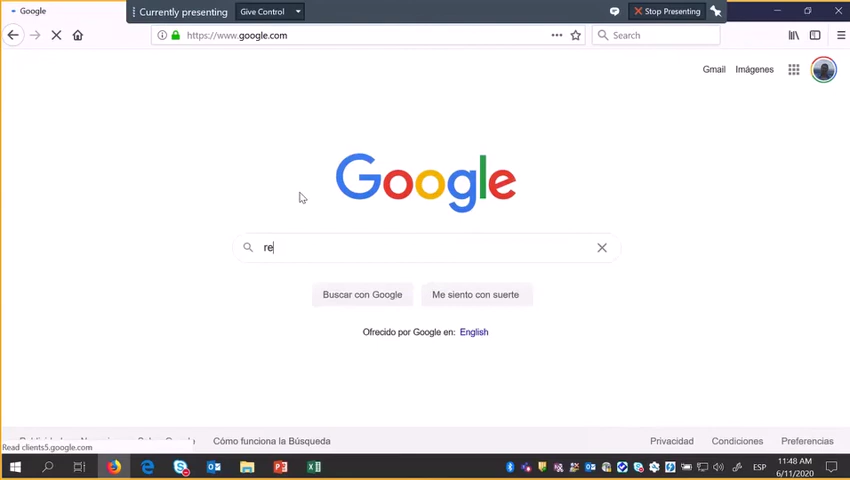 Google
Currently presenting
Give Control
Stop Presenting
https://www.google.com
Search
Gmail
Imágenes
Google
re
Buscar con Google
Me siento con suerte
Ofrecido por Google en: English
Cómo funciona la Búsqueda
Privacidad
Condiciones
Preferencias
Read clients5.google.com
ESP
11:48 AM
6/11/2020